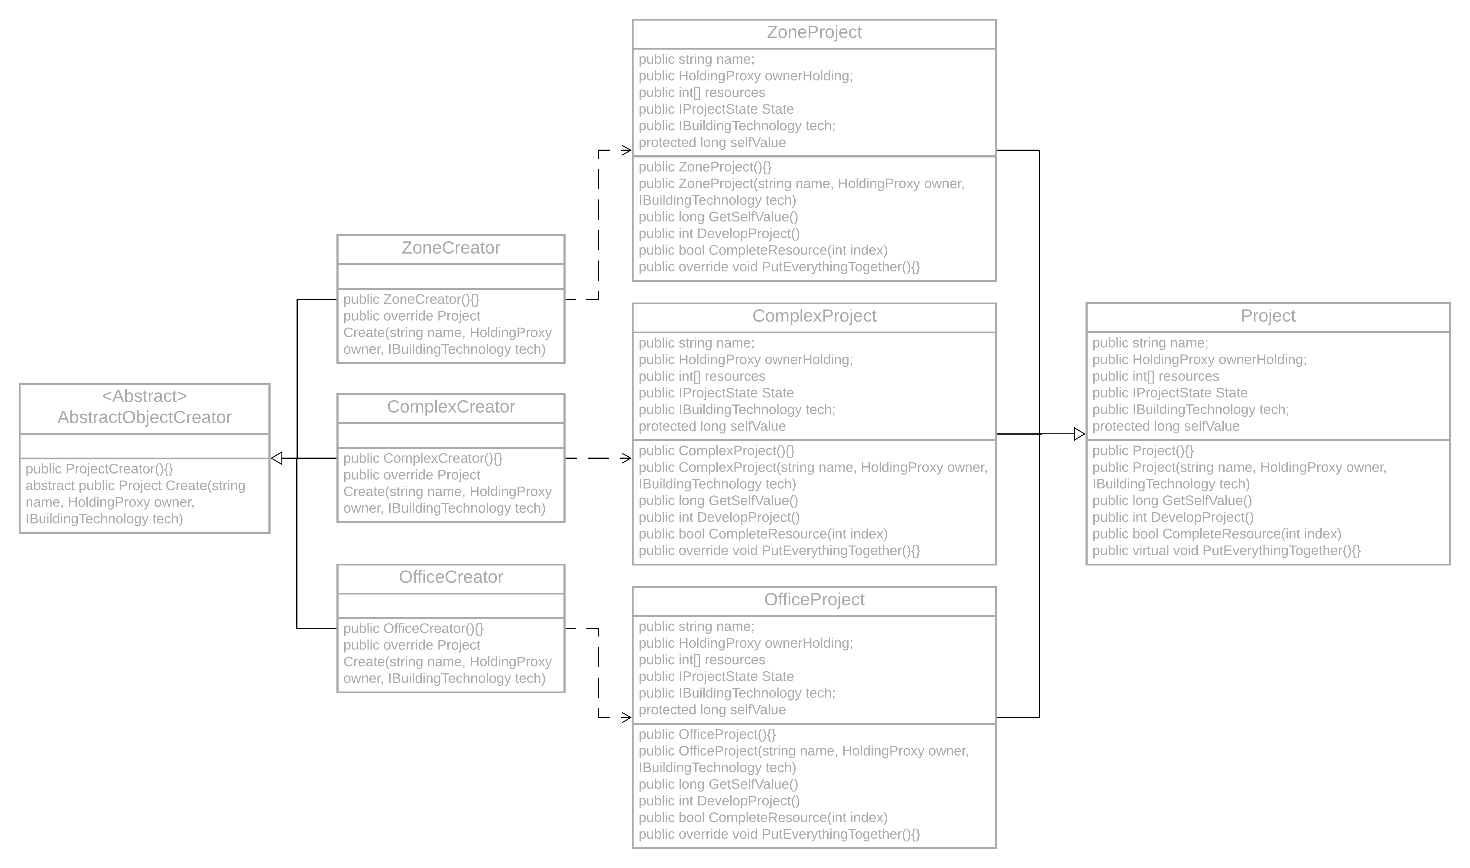 <Abstract>
AbstractObjectCreator
public ProjectCreator(){}
abstract public Project Create(string
name, HoldingProxy owner,
IBuildingTechnology tech)
ZoneCreator
public ZoneCreator(){}
public override Project
Create(string name, HoldingProxy
owner, IBuildingTechnology tech)
ComplexCreator
public ComplexCreator(){}
public override Project
Create(string name, HoldingProxy
owner, IBuildingTechnology tech)
OfficeCreator
public OfficeCreator(){}
public override Project
Create(string name, HoldingProxy
owner, IBuildingTechnology tech)
ZoneProject
public string name;
public HoldingProxy ownerHolding;
public int[] resources
public IProjectState State
public IBuildingTechnology tech;
protected long selfValue
public ZoneProject(){}
public ZoneProject(string name, HoldingProxy owner,
IBuildingTechnology tech)
public long GetSelfValue()
public int DevelopProject()
public bool CompleteResource(int index)
public override void PutEverythingTogether(){}
ComplexProject
public string name;
public HoldingProxy ownerHolding;
public int[] resources
public IProjectState State
public IBuildingTechnology tech;
protected long selfValue
public ComplexProject(){}
public ComplexProject(string name, HoldingProxy owner,
IBuildingTechnology tech)
public long GetSelfValue()
public int DevelopProject()
public bool CompleteResource(int index)
public override void PutEverythingTogether(){}
OfficeProject
public string name;
public HoldingProxy ownerHolding;
public int[] resources
public IProjectState State
public IBuildingTechnology tech;
protected long selfValue
public OfficeProject(){}
public OfficeProject(string name, HoldingProxy owner,
IBuildingTechnology tech)
public long GetSelfValue()
public int DevelopProject()
public bool CompleteResource(int index)
public override void PutEverythingTogether(){}
Project
public string name;
public HoldingProxy ownerHolding;
public int[] resources
public IProjectState State
public IBuildingTechnology tech;
protected long selfValue
public Project(){}
public Project(string name, HoldingProxy owner,
IBuildingTechnology tech)
public long GetSelfValue()
public int DevelopProject()
public bool CompleteResource(int index)
public virtual void PutEverythingTogether(){}